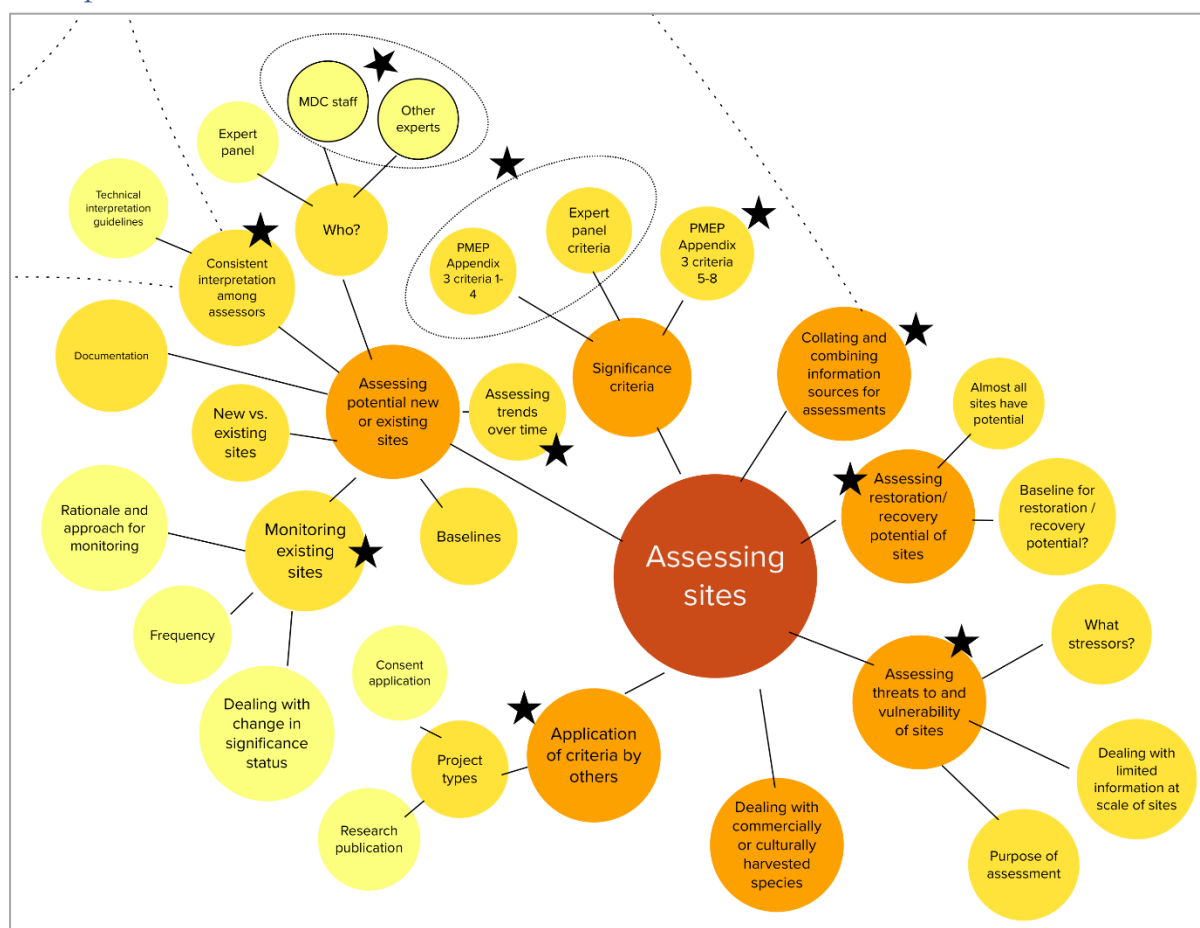 MDC staff
Other
experts
Expert
panel
Technical
interpretation
guidelines
Who?
Consistent
interpretation
among
assessors
Documentation
New vs.
existing
sites
Assessing
potential new
or existing
sites
Assessing
trends
over time
Baselines
Monitoring
existing
sites
Rationale and
approach for
monitoring
Frequency
Dealing with
change in
significance
status
PMEP
Appendix
3 criteria 1-
4
Expert
panel
criteria
PMEP
Appendix
3 criteria
5-8
Significance
criteria
Collating and
combining
information
sources for
assessments
Almost all
sites have
potential
Assessing
restoration/
recovery
potential of
sites
Baseline for
restoration /
recovery
potential?
Assessing
sites
What
stressors?
Assessing
threats to and
vulnerability
of sites
Dealing with
limited
information at
scale of sites
Purpose of
assessment
Dealing with
commercially
or culturally
harvested
species
Application
of criteria by
others
Project
types
Consent
application
Research
publication